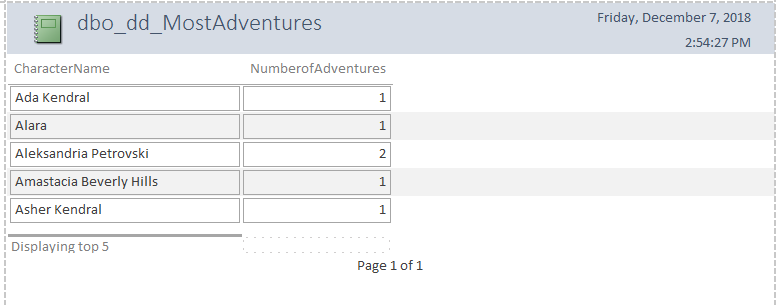 dbo_dd_MostAdventures
Friday, December 7, 2018
2:54:27 PM
CharacterName NumberofAdventures
Ada Kendral 1
Alara 1
Aleksandria Petrovski 2
Amastacia Beverly Hills 1
Asher Kendral 1
Displaying top 5
Page 1 of 1